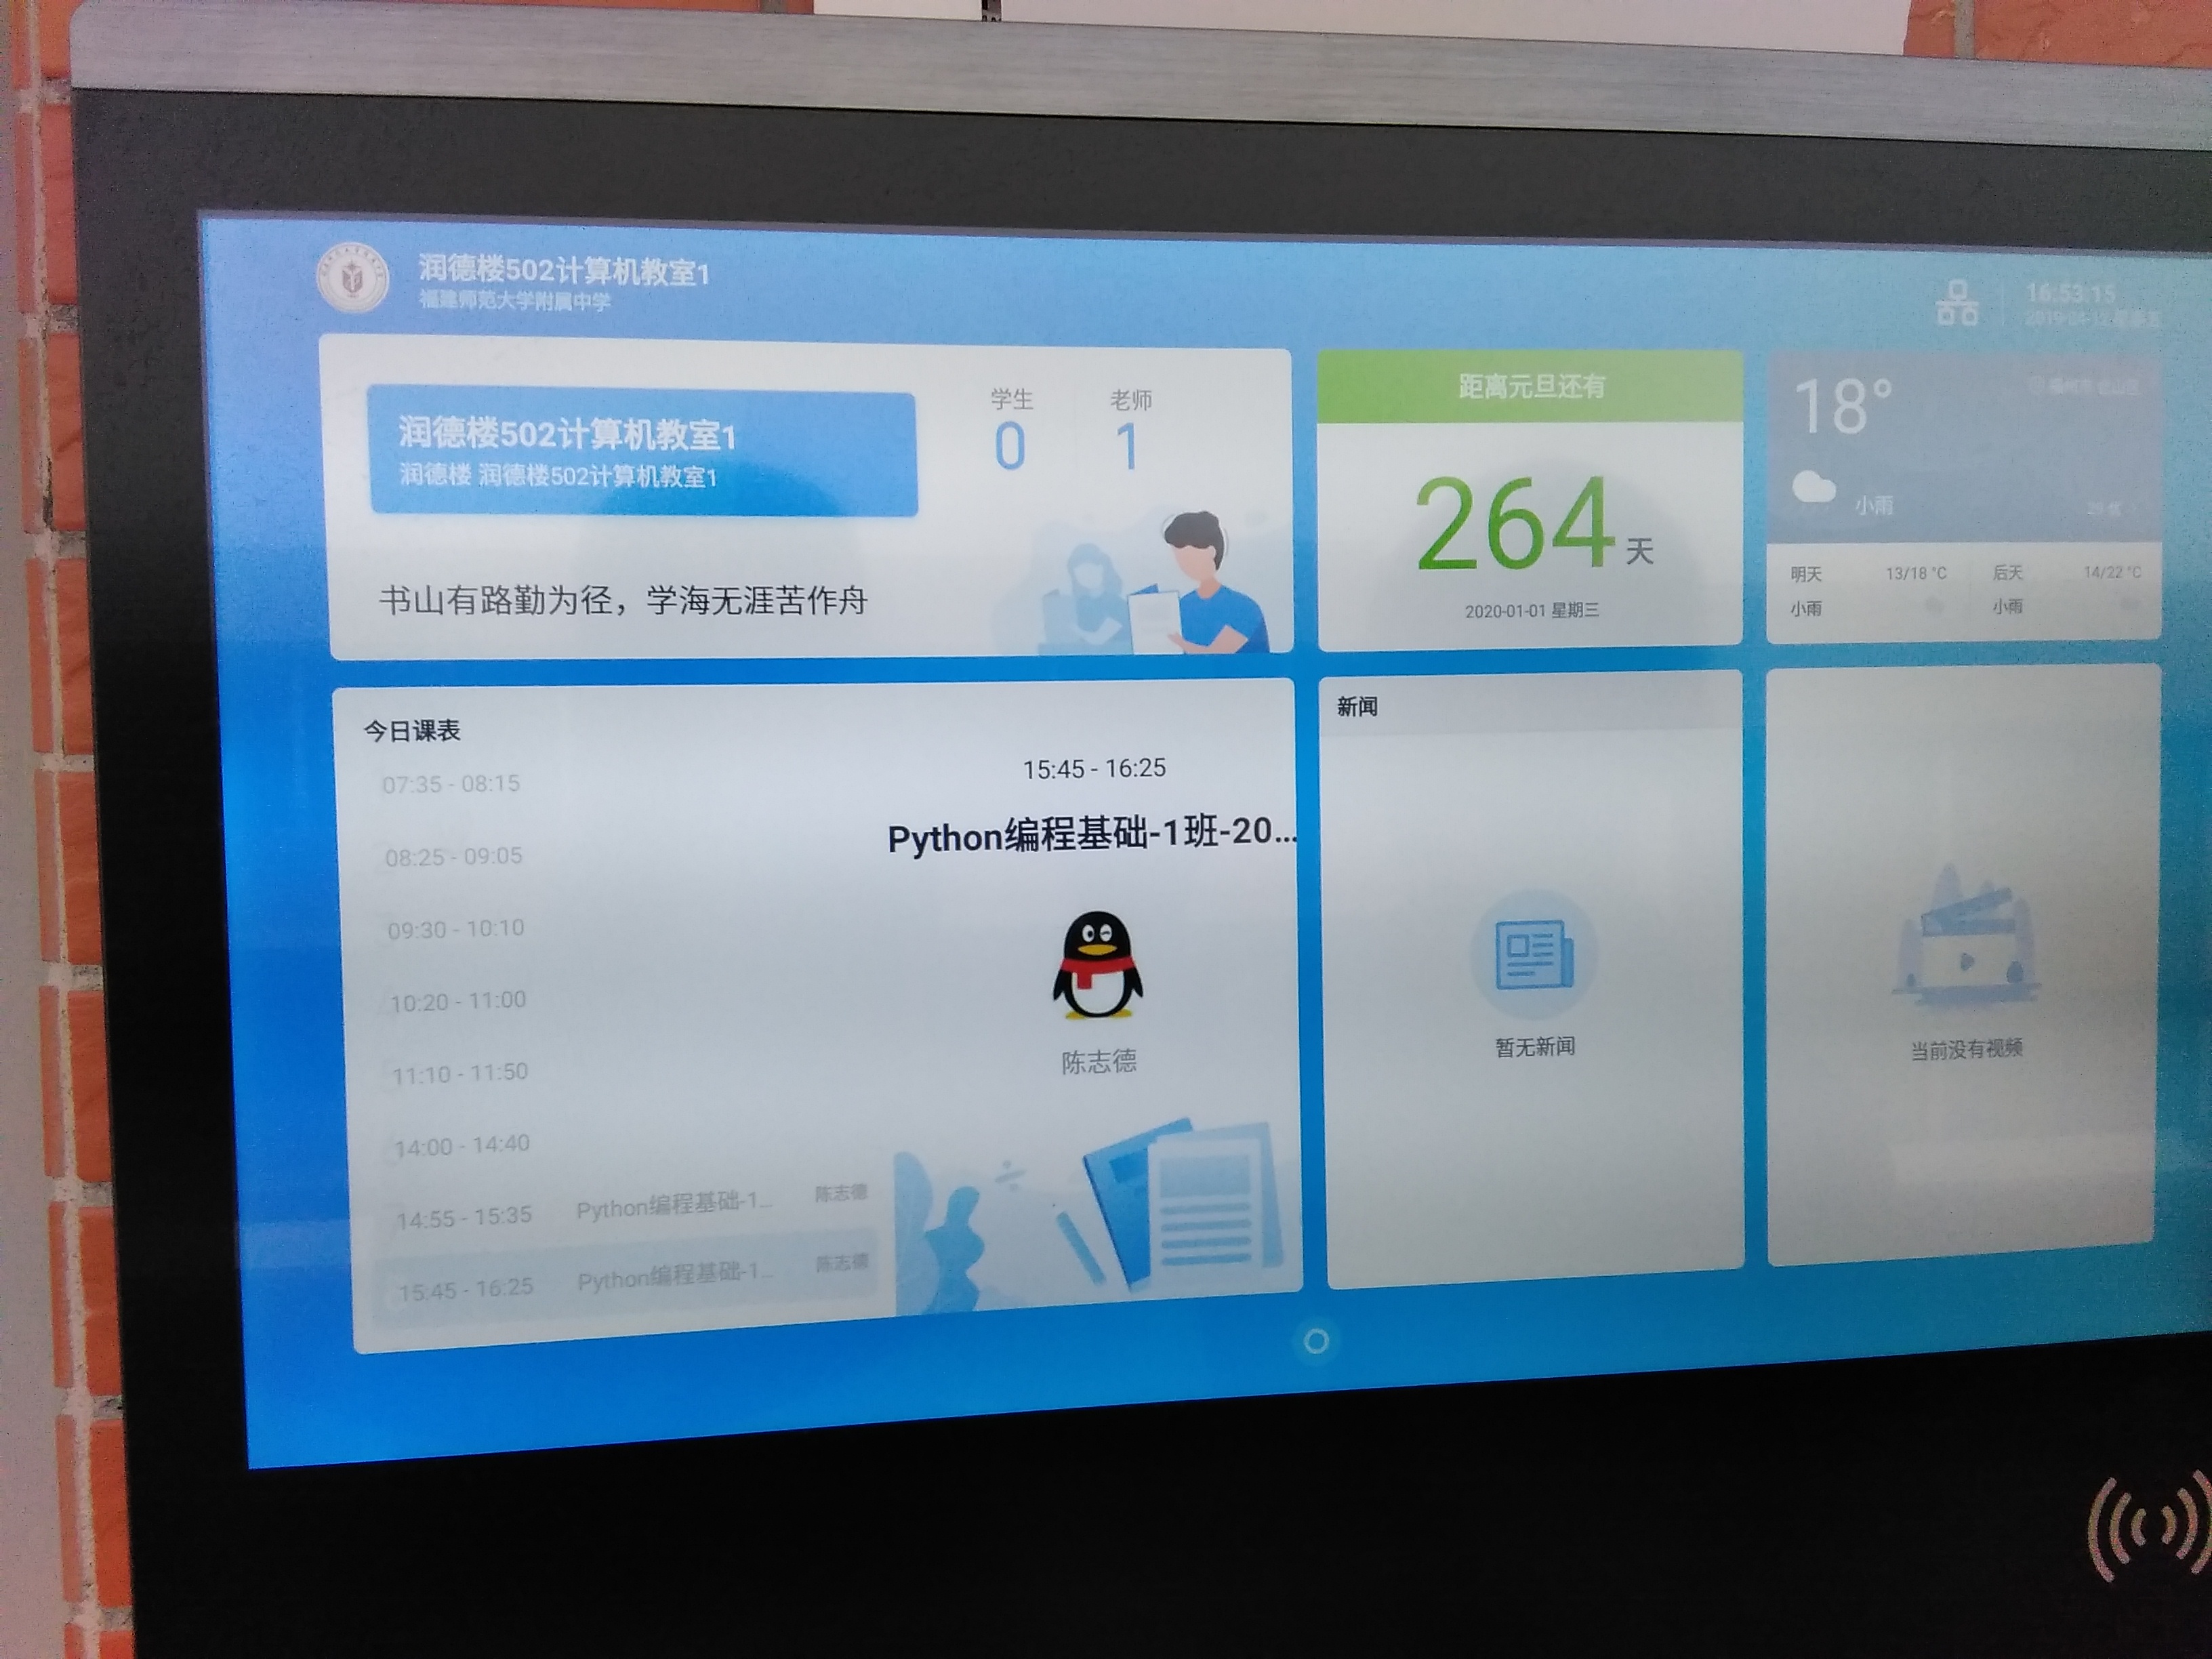 润德楼502计算机教室1
福建师范大学附属中学
16:53:15
2019-04-12 星期五
润德楼502计算机教室1
润德楼 润德楼502计算机教室1
学生
0
老师
1
书山有路勤为径，学海无涯苦作舟
距离元旦还有
264天
2020-01-01 星期三
18°
小雨
明天 13/18 °C
小雨
后天 14/22 °C
小雨
今日课表
07:35 - 08:15
08:25 - 09:05
09:30 - 10:10
10:20 - 11:00
11:10 - 11:50
14:00 - 14:40
14:55 - 15:35 Python编程基础-1... 陈志德
15:45 - 16:25 Python编程基础-1... 陈志德
15:45 - 16:25
Python编程基础-1班-20...
陈志德
新闻
暂无新闻
当前没有视频